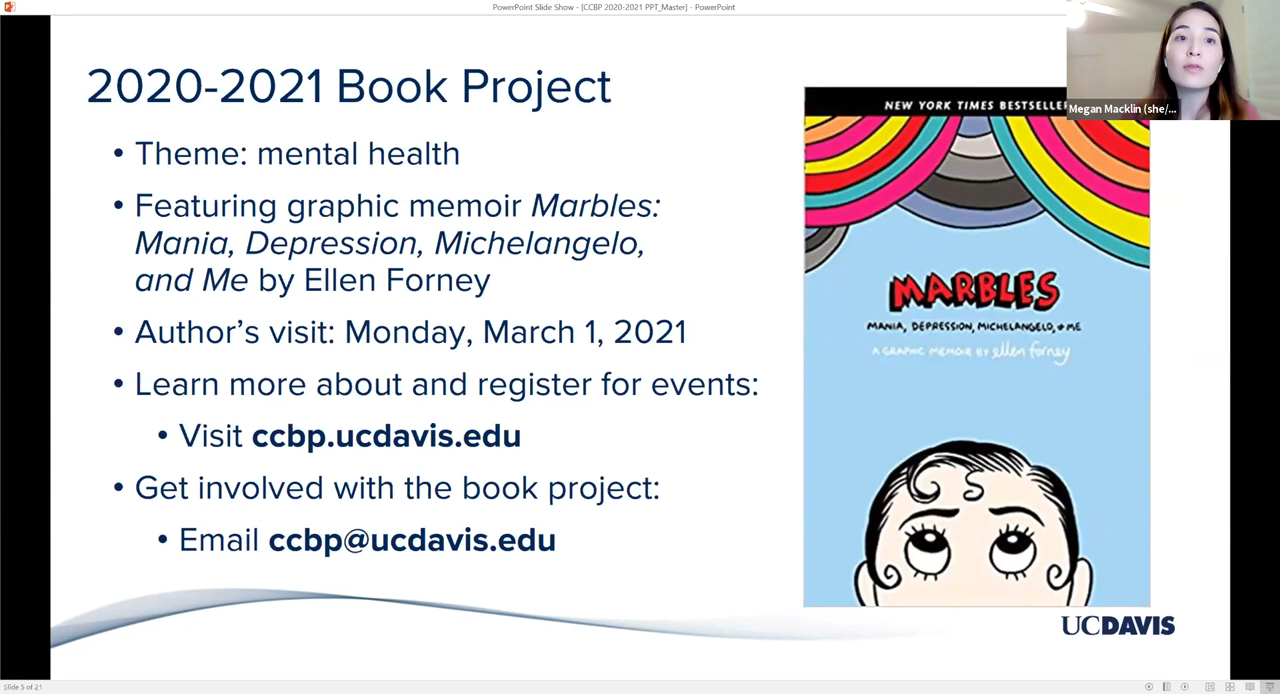 PowerPoint Slide Show - [CCBP 2020-2021 PPT_Master] - PowerPoint
2020-2021 Book Project
• Theme: mental health
• Featuring graphic memoir Marbles:
Mania, Depression, Michelangelo,
and Me by Ellen Forney
• Author's visit: Monday, March 1, 2021
• Learn more about and register for events:
• Visit ccbp.ucdavis.edu
• Get involved with the book project:
• Email ccbp@ucdavis.edu
Megan Macklin (she/...
NEW YORK TIMES BESTSELLER
MARBLES
MANIA, DEPRESSION, MICHELANGELO, + ME
A GRAPHIC MEMOIR BY ellen forney
UCDAVIS
Slide 5 of 21